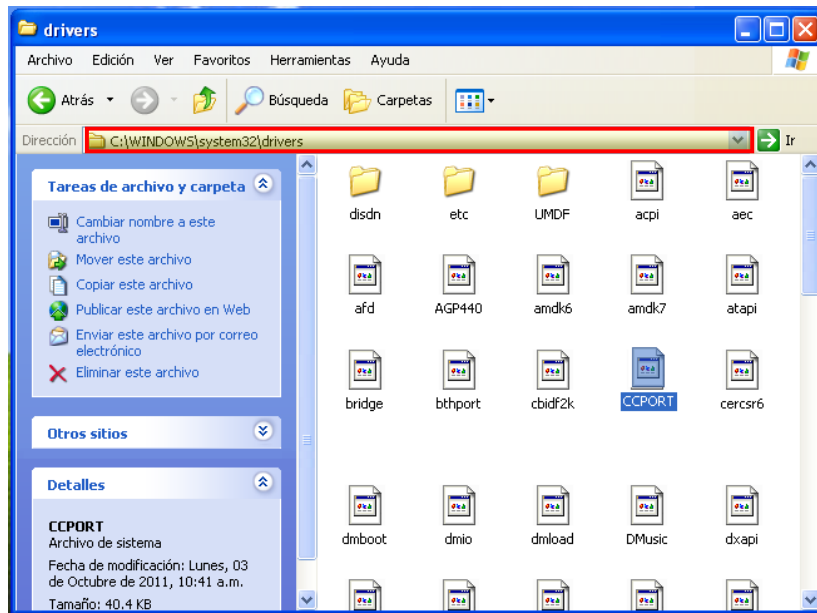 drivers
Archivo Edición Ver Favoritos Herramientas Ayuda
Atrás Búsqueda Carpetas
Dirección C:\WINDOWS\system32\drivers Ir
Tareas de archivo y carpeta
Cambiar nombre a este
archivo
Mover este archivo
Copiar este archivo
Publicar este archivo en Web
Enviar este archivo por correo
electrónico
Eliminar este archivo
Otros sitios
Detalles
CCPORT
Archivo de sistema
Fecha de modificación: Lunes, 03
de Octubre de 2011, 10:41 a.m.
Tamaño: 40.4 KB
disdn etc UMDF acpi aec
afd AGP440 amdk6 amdk7 atapi
bridge bthport cbidf2k CCPORT cercsr6
dmboot dmio dmload DMusic dxapi